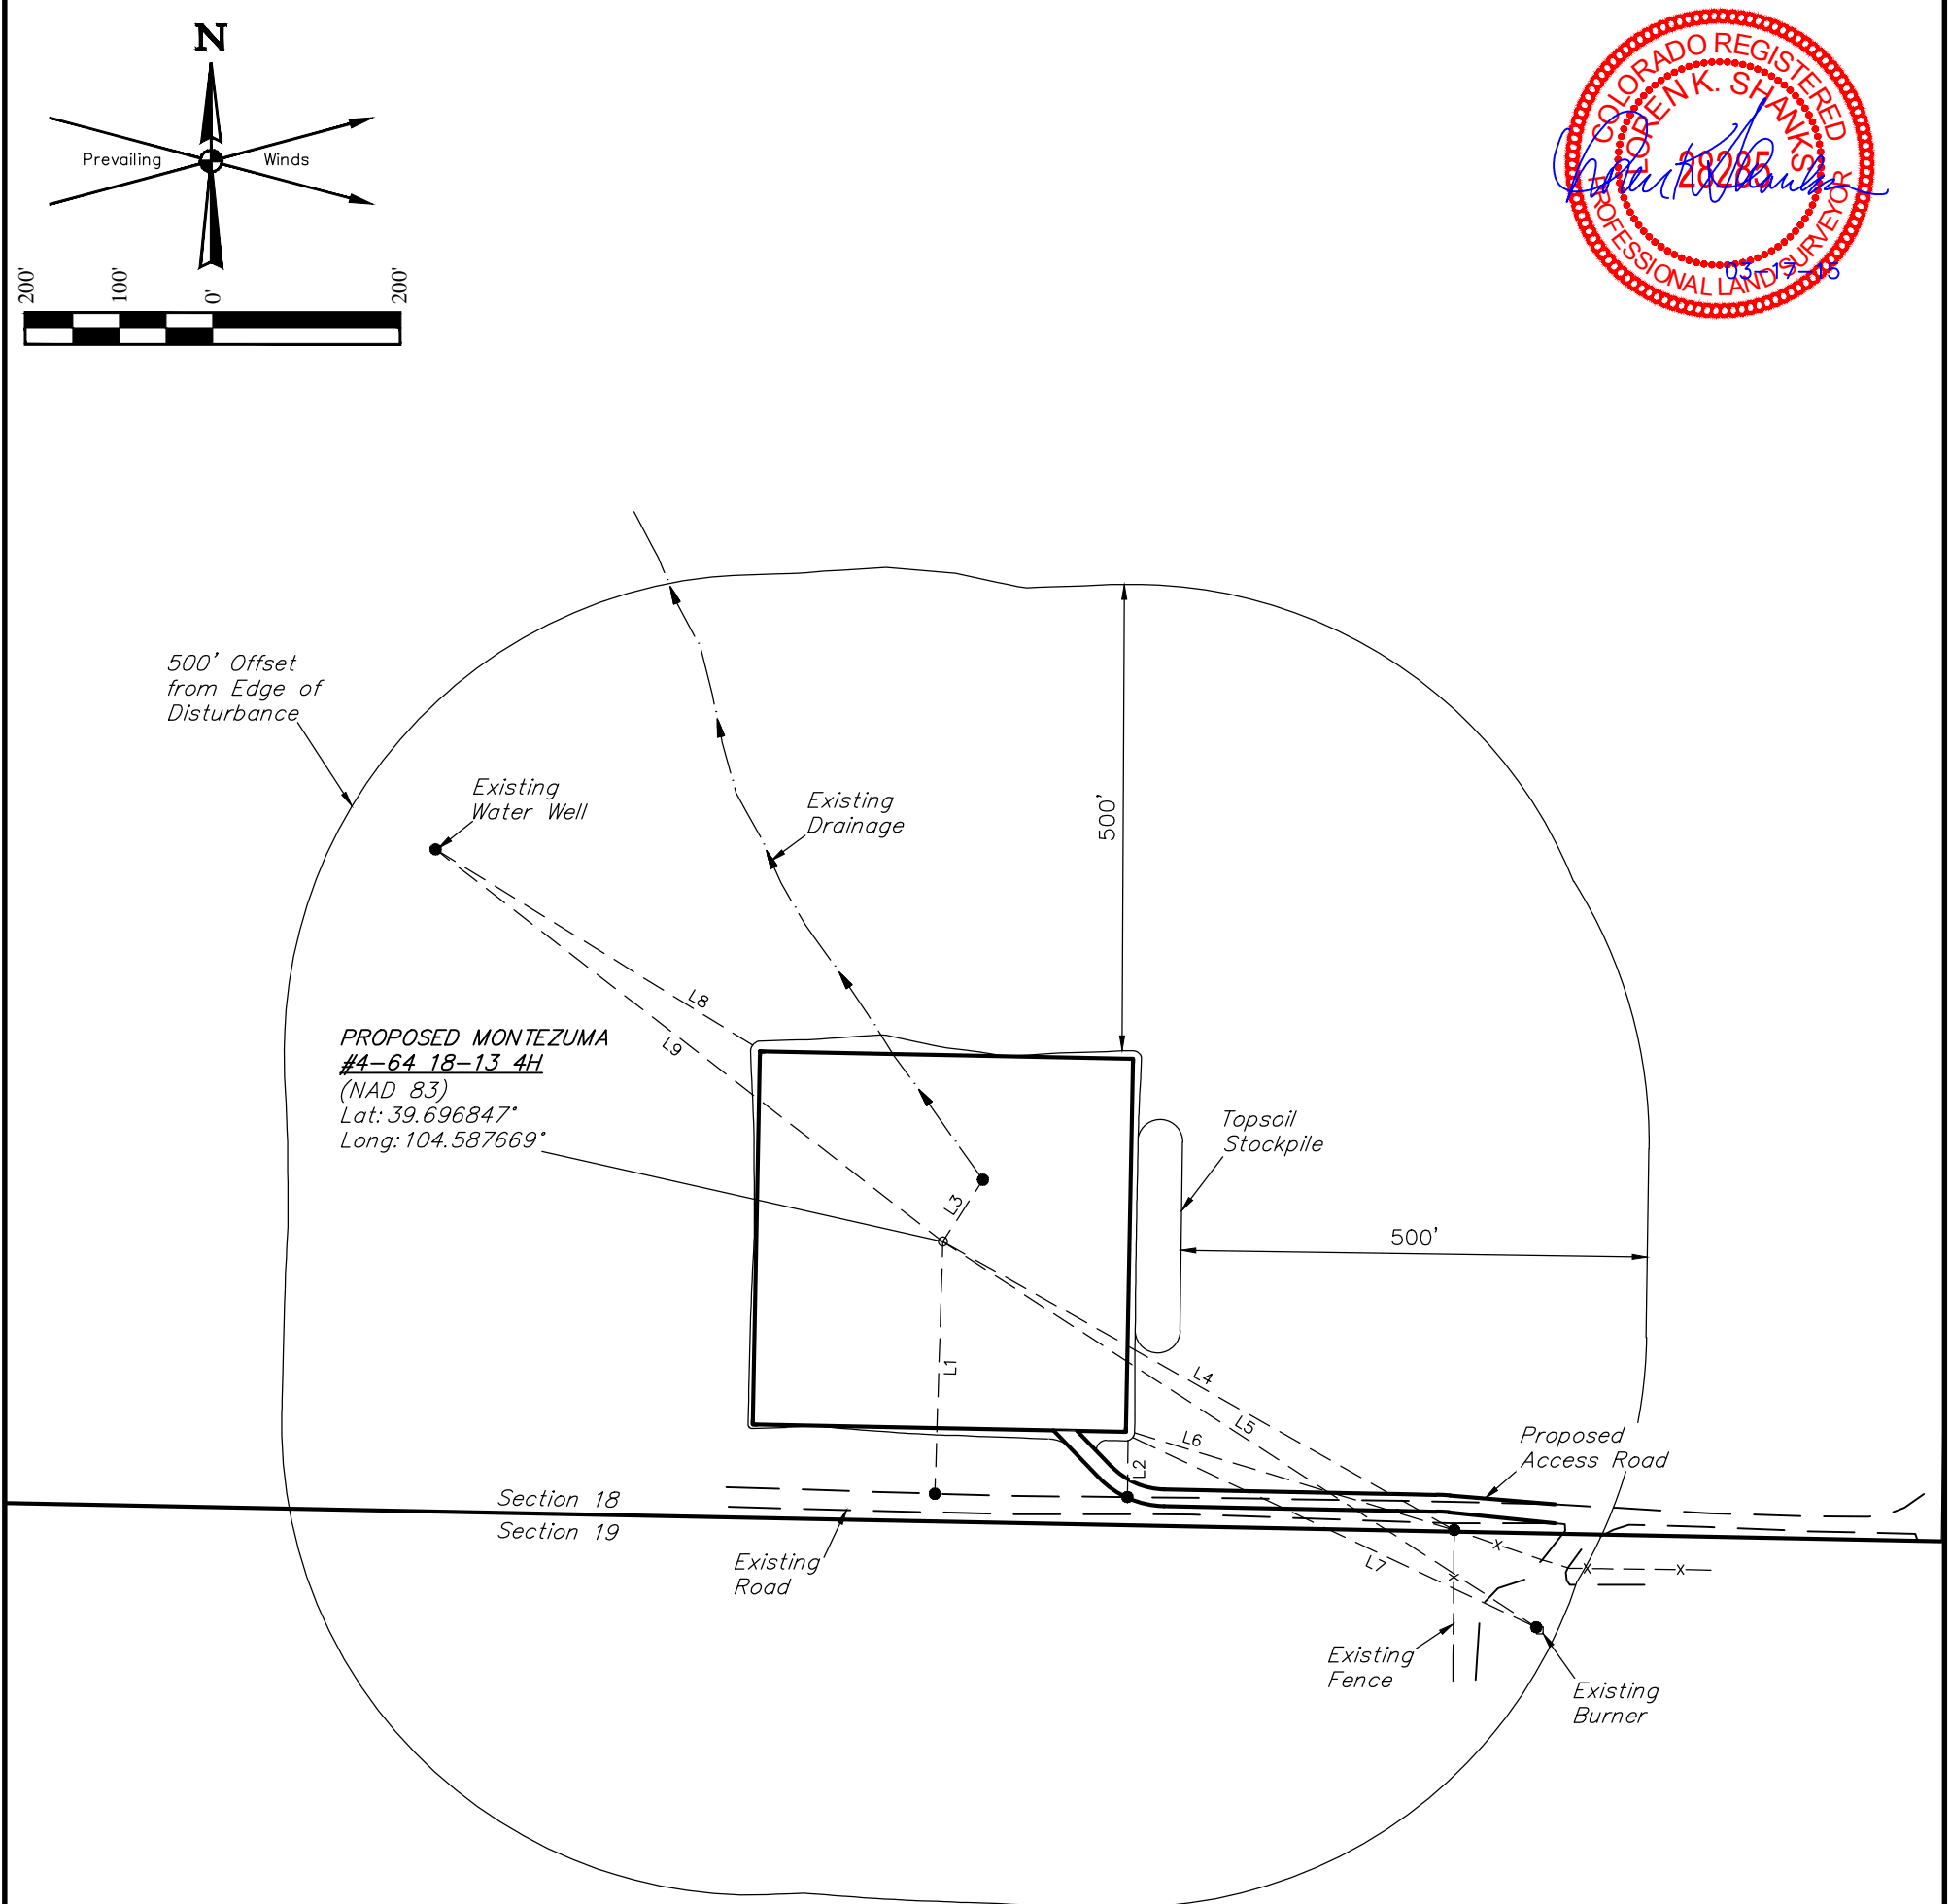 N
Prevailing Winds
200' 100' 0' 200'
COLORADO REGISTERED
LOREN K. SHANKS
28285
PROFESSIONAL LAND SURVEYOR
03-17-15
500' Offset
from Edge of
Disturbance
Existing
Water Well
Existing
Drainage
500'
L8
L9
PROPOSED MONTEZUMA
#4-64 18-13 4H
(NAD 83)
Lat: 39.696847°
Long: 104.587669°
Topsoil
Stockpile
L3
500'
L1
L4
L5
L6
L2
Proposed
Access Road
Section 18
Section 19
Existing
Road
L7
X
X
X
X
Existing
Fence
Existing
Burner